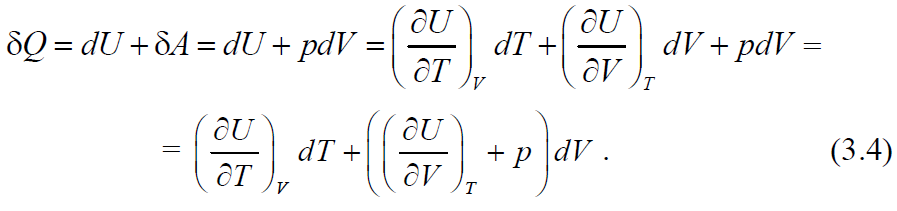 δQ = dU + δA = dU + pdV = (∂U/∂T)_V dT + (∂U/∂V)_T dV + pdV =
= (∂U/∂T)_V dT + ((∂U/∂V)_T + p) dV . (3.4)